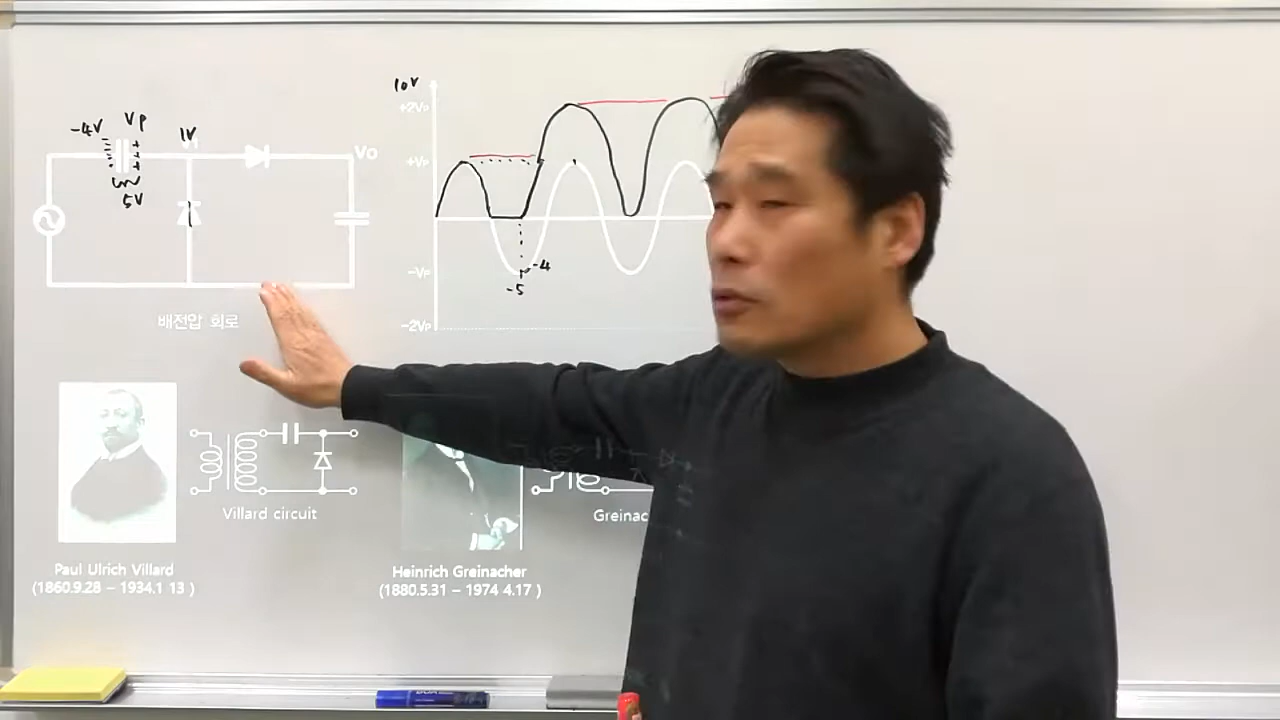 -4V
Vp
1V
5V
Vo
배전압 회로
10V
+2Vp
+Vp
-Vp
-2Vp
-4
-5
Villard circuit
Paul Ulrich Villard
(1860.9.28 – 1934.1 13 )
Greinac
Heinrich Greinacher
(1880.5.31 – 1974 4.17 )